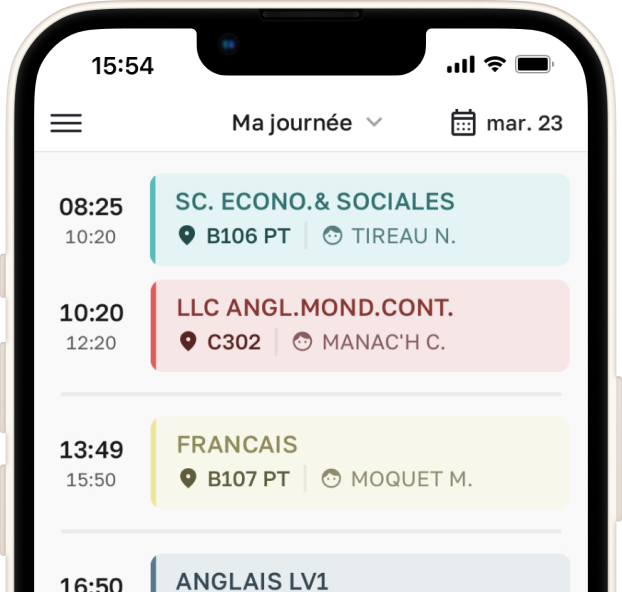 15:54
Ma journée
mar. 23
08:25
10:20
SC. ECONO.& SOCIALES
B106 PT
TIREAU N.
10:20
12:20
LLC ANGL.MOND.CONT.
C302
MANAC'H C.
13:49
15:50
FRANCAIS
B107 PT
MOQUET M.
16:50
ANGLAIS LV1